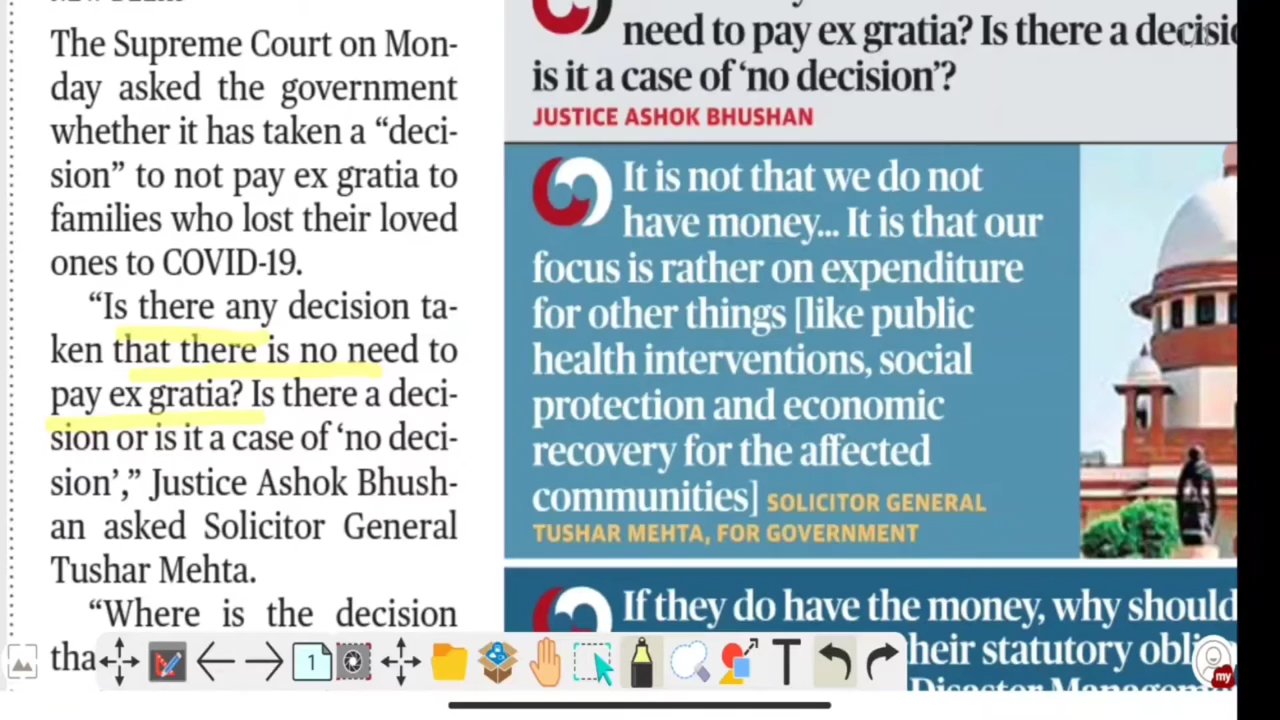 The Supreme Court on Mon-
day asked the government
whether it has taken a “deci-
sion” to not pay ex gratia to
families who lost their loved
ones to COVID-19.
“Is there any decision ta-
ken that there is no need to
pay ex gratia? Is there a deci-
sion or is it a case of ‘no deci-
sion’,” Justice Ashok Bhush-
an asked Solicitor General
Tushar Mehta.
“Where is the decision
tha
need to pay ex gratia? Is there a decisio
is it a case of ‘no decision’?
JUSTICE ASHOK BHUSHAN
It is not that we do not
have money... It is that our
focus is rather on expenditure
for other things [like public
health interventions, social
protection and economic
recovery for the affected
communities] SOLICITOR GENERAL
TUSHAR MEHTA, FOR GOVERNMENT
If they do have the money, why should
heir statutory obli
Disaster Managem
1
T
my